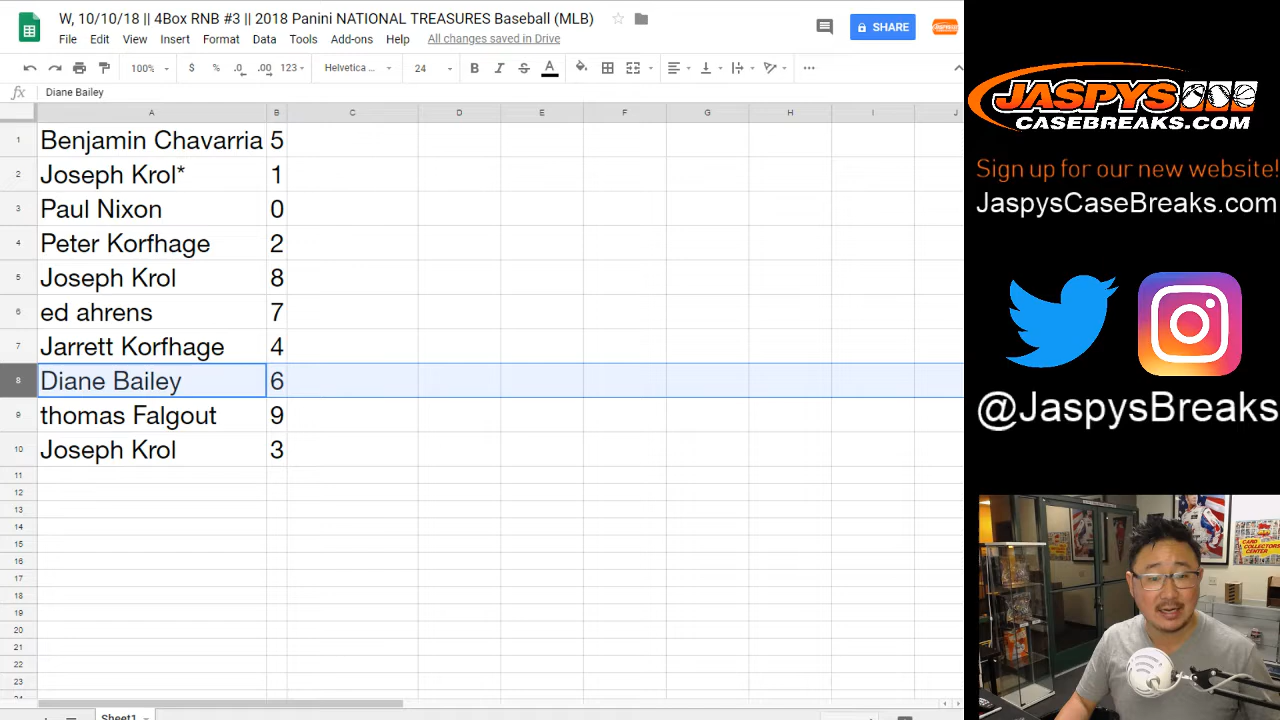 W, 10/10/18 || 4Box RNB #3 || 2018 Panini NATIONAL TREASURES Baseball (MLB)
File Edit View Insert Format Data Tools Add-ons Help All changes saved in Drive
SHARE
100% $ % .0 .00 123 Helvetica ... 24 B I S A
fx Diane Bailey
A B C D E F G H I J
1 Benjamin Chavarria 5
2 Joseph Krol* 1
3 Paul Nixon 0
4 Peter Korfhage 2
5 Joseph Krol 8
6 ed ahrens 7
7 Jarrett Korfhage 4
8 Diane Bailey 6
9 thomas Falgout 9
10 Joseph Krol 3
11
12
13
14
15
16
17
18
19
20
21
22
23
Sheet1
JASPYS
CASEBREAKS.COM
Sign up for our new website!
JaspysCaseBreaks.com
@JaspysBreaks
CARD COLLECTORS CENTER